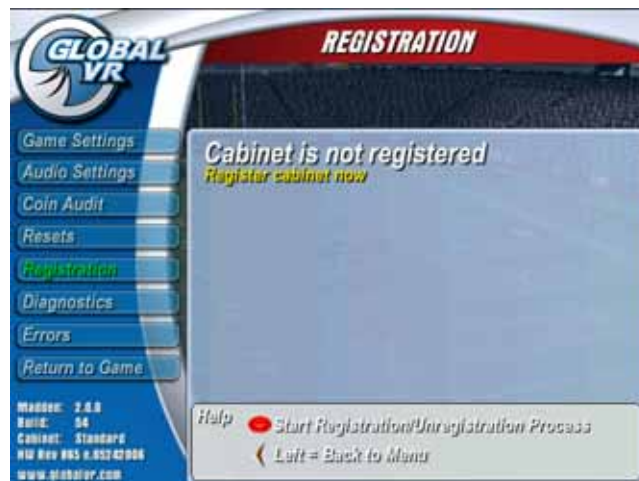 GLOBAL
VR
REGISTRATION
Game Settings
Audio Settings
Coin Audit
Resets
Registration
Diagnostics
Errors
Return to Game
Cabinet is not registered
Register cabinet now
Help
Start Registration/Unregistration Process
Left = Back to Menu
Madden: 2.0.0
Build: 54
Cabinet: Standard
HW Rev
www.globalvr.com